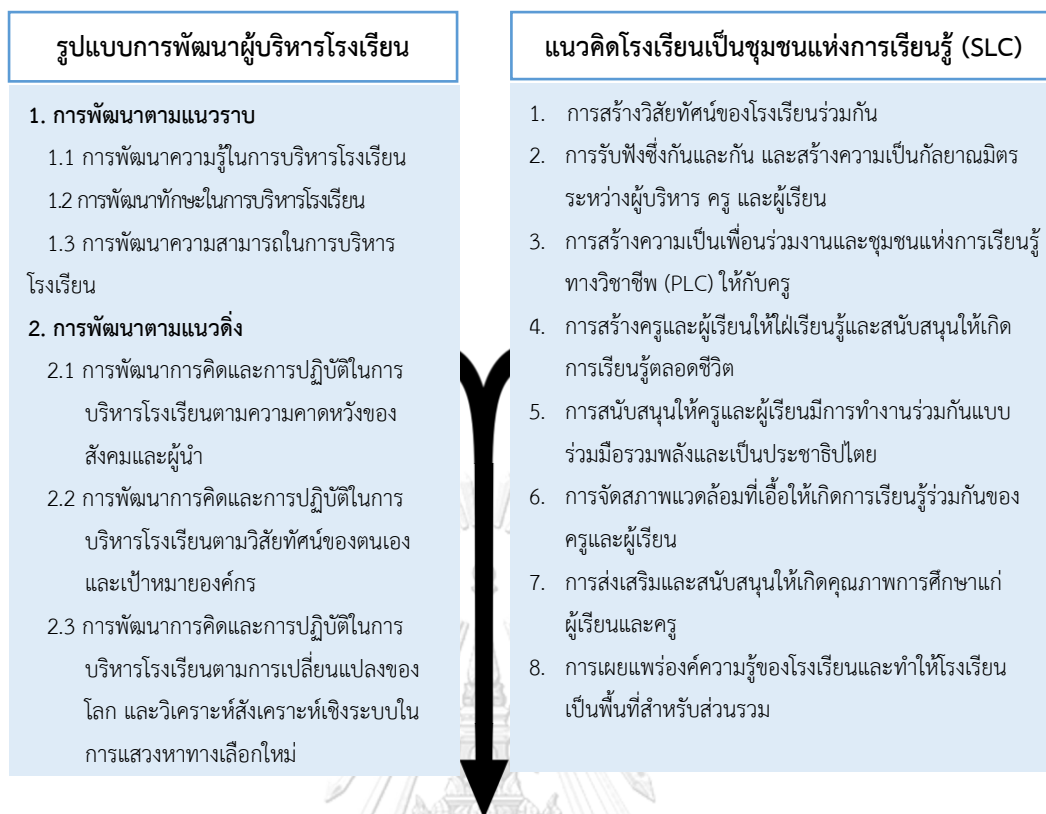 รูปแบบการพัฒนาผู้บริหารโรงเรียน
1. การพัฒนาตามแนวราบ
1.1 การพัฒนาความรู้ในการบริหารโรงเรียน
1.2 การพัฒนาทักษะในการบริหารโรงเรียน
1.3 การพัฒนาความสามารถในการบริหาร
โรงเรียน
2. การพัฒนาตามแนวดิ่ง
2.1 การพัฒนาการคิดและการปฏิบัติในการ
บริหารโรงเรียนตามความคาดหวังของ
สังคมและผู้นำ
2.2 การพัฒนาการคิดและการปฏิบัติในการ
บริหารโรงเรียนตามวิสัยทัศน์ของตนเอง
และเป้าหมายองค์กร
2.3 การพัฒนาการคิดและการปฏิบัติในการ
บริหารโรงเรียนตามการเปลี่ยนแปลงของ
โลก และวิเคราะห์สังเคราะห์เชิงระบบใน
การแสวงหาทางเลือกใหม่
แนวคิดโรงเรียนเป็นชุมชนแห่งการเรียนรู้ (SLC)
1. การสร้างวิสัยทัศน์ของโรงเรียนร่วมกัน
2. การรับฟังซึ่งกันและกัน และสร้างความเป็นกัลยาณมิตร
ระหว่างผู้บริหาร ครู และผู้เรียน
3. การสร้างความเป็นเพื่อนร่วมงานและชุมชนแห่งการเรียนรู้
ทางวิชาชีพ (PLC) ให้กับครู
4. การสร้างครูและผู้เรียนให้ใฝ่เรียนรู้และสนับสนุนให้เกิด
การเรียนรู้ตลอดชีวิต
5. การสนับสนุนให้ครูและผู้เรียนมีการทำงานร่วมกันแบบ
ร่วมมือรวมพลังและเป็นประชาธิปไตย
6. การจัดสภาพแวดล้อมที่เอื้อให้เกิดการเรียนรู้ร่วมกันของ
ครูและผู้เรียน
7. การส่งเสริมและสนับสนุนให้เกิดคุณภาพการศึกษาแก่
ผู้เรียนและครู
8. การเผยแพร่องค์ความรู้ของโรงเรียนและทำให้โรงเรียน
เป็นพื้นที่สำหรับส่วนรวม